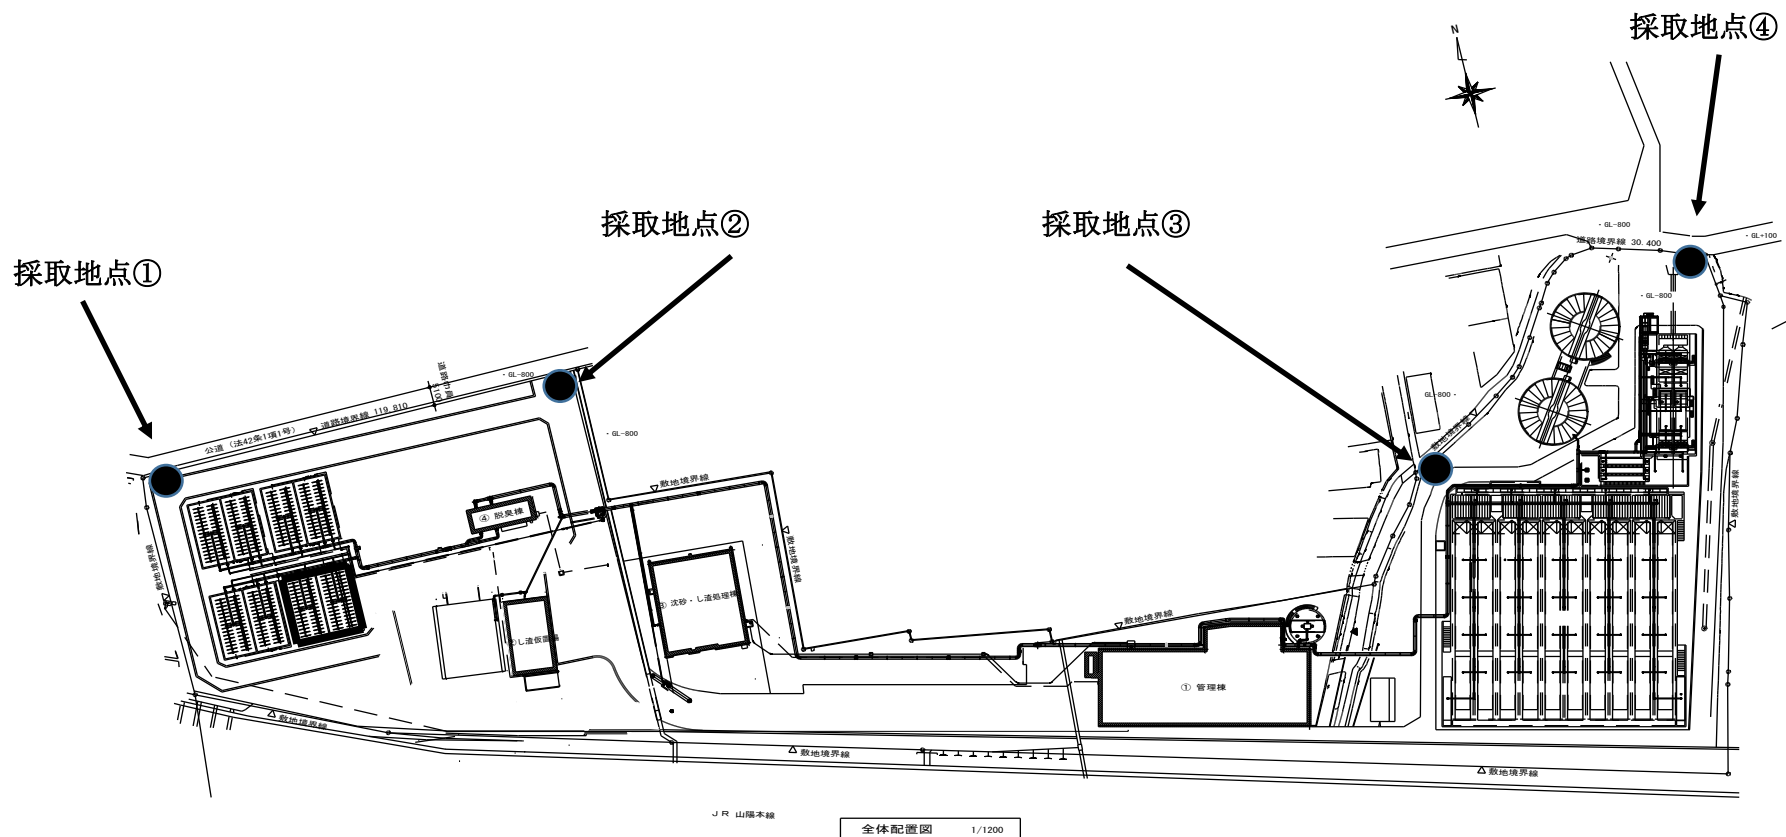 採取地点④
N
採取地点②
採取地点③
・GL-800
道路境界線 30.400
・GL+100
採取地点①
・GL-800
・GL-800
道路幅員
5.100
公道（法42条1項1号）
道路境界線 119.810
GL-800・
敷地境界線
・GL-800
敷地境界線
敷地境界線
④ 脱臭棟
敷地境界線
敷地境界線
③ 沈砂・し渣処理棟
敷地境界線
②し渣仮置場
① 管理棟
敷地境界線
敷地境界線
敷地境界線
JR 山陽本線
全体配置図 1/1200